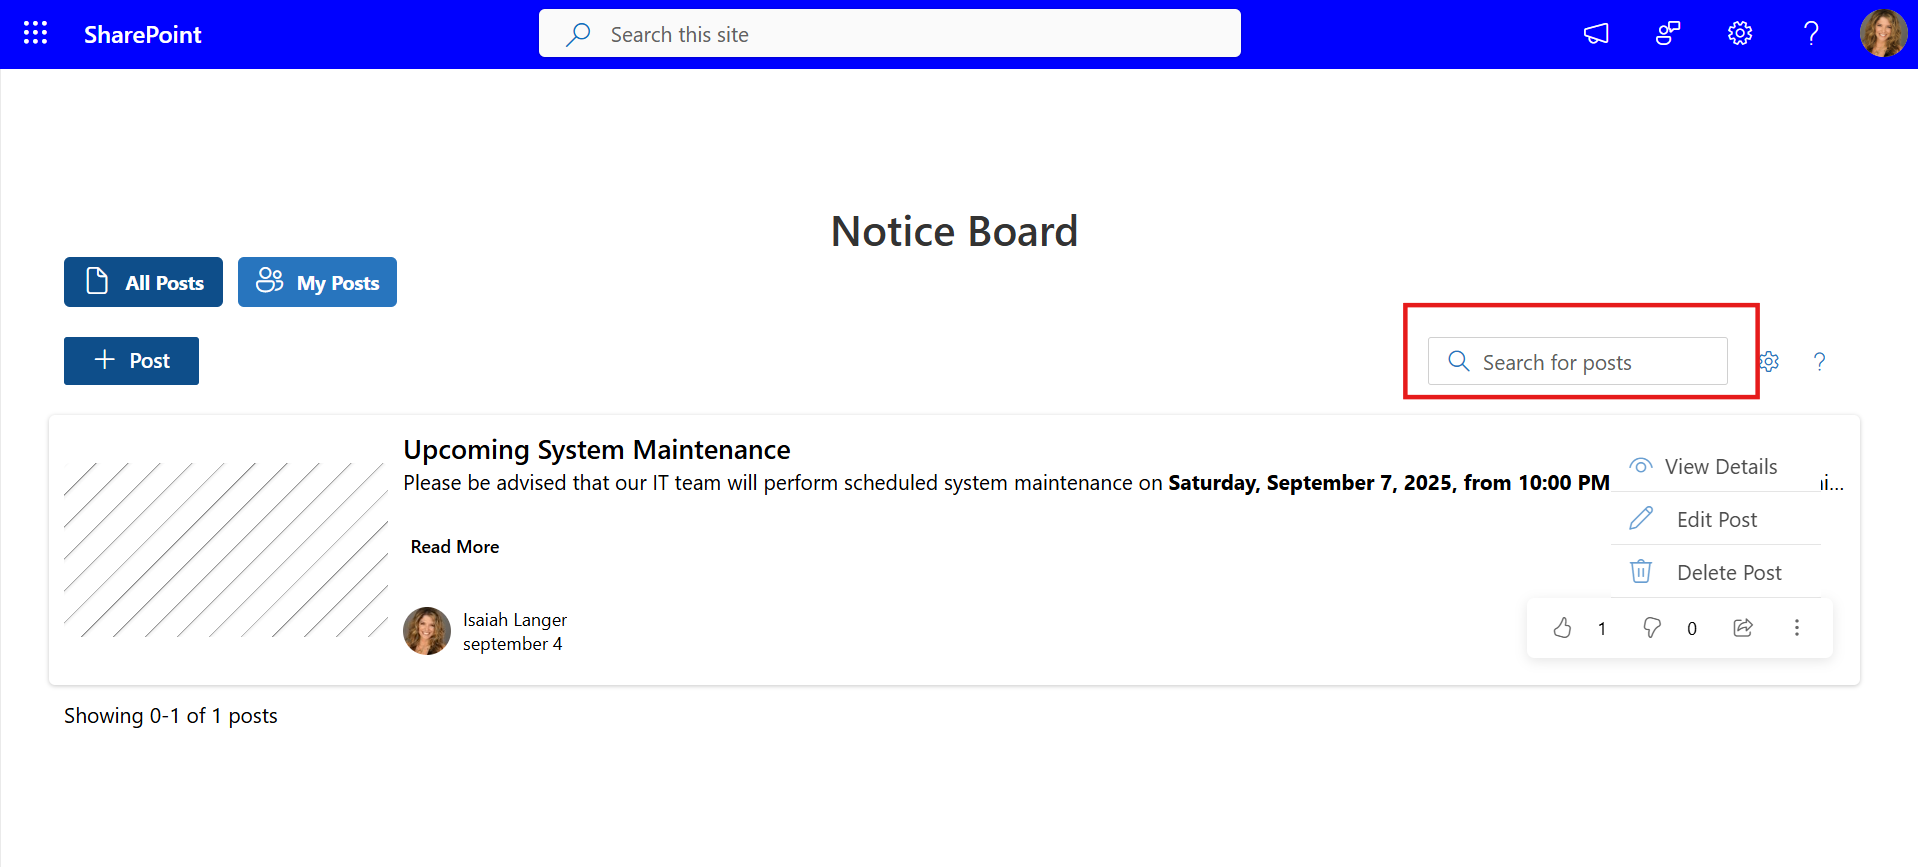 SharePoint
Search this site
Notice Board
All Posts
My Posts
Post
Search for posts
Upcoming System Maintenance
Please be advised that our IT team will perform scheduled system maintenance on Saturday, September 7, 2025, from 10:00 PM
View Details
Edit Post
Read More
Delete Post
Isaiah Langer
september 4
1
0
Showing 0-1 of 1 posts